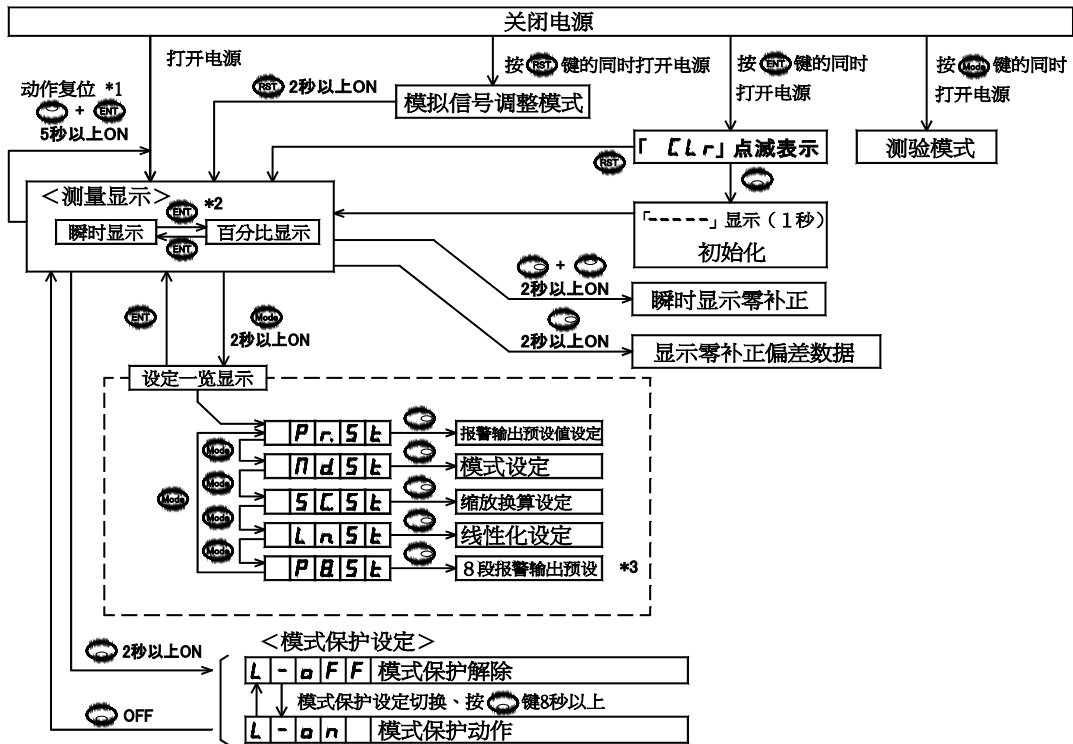 关闭电源
打开电源
按 RST 键的同时打开电源
按 ENT 键的同时
打开电源
按 Mode 键的同时
打开电源
动作复位 *1
+ ENT
5秒以上ON
RST 2秒以上ON
模拟信号调整模式
「 CLr」点滅表示
测验模式
RST
＜测量显示＞
ENT *2
瞬时显示
百分比显示
ENT
「-----」显示（1秒）
初始化
+
2秒以上ON
瞬时显示零补正
2秒以上ON
显示零补正偏差数据
ENT
Mode
2秒以上ON
设定一览显示
Pr.St
报警输出预设值设定
Mode
ndSt
模式设定
Mode
Mode
SC.St
缩放换算设定
Mode
LnSt
线性化设定
Mode
P8.St
8段报警输出预设 *3
＜模式保护设定＞
2秒以上ON
L-oFF 模式保护解除
模式保护设定切换、按 键8秒以上
OFF
L-on 模式保护动作